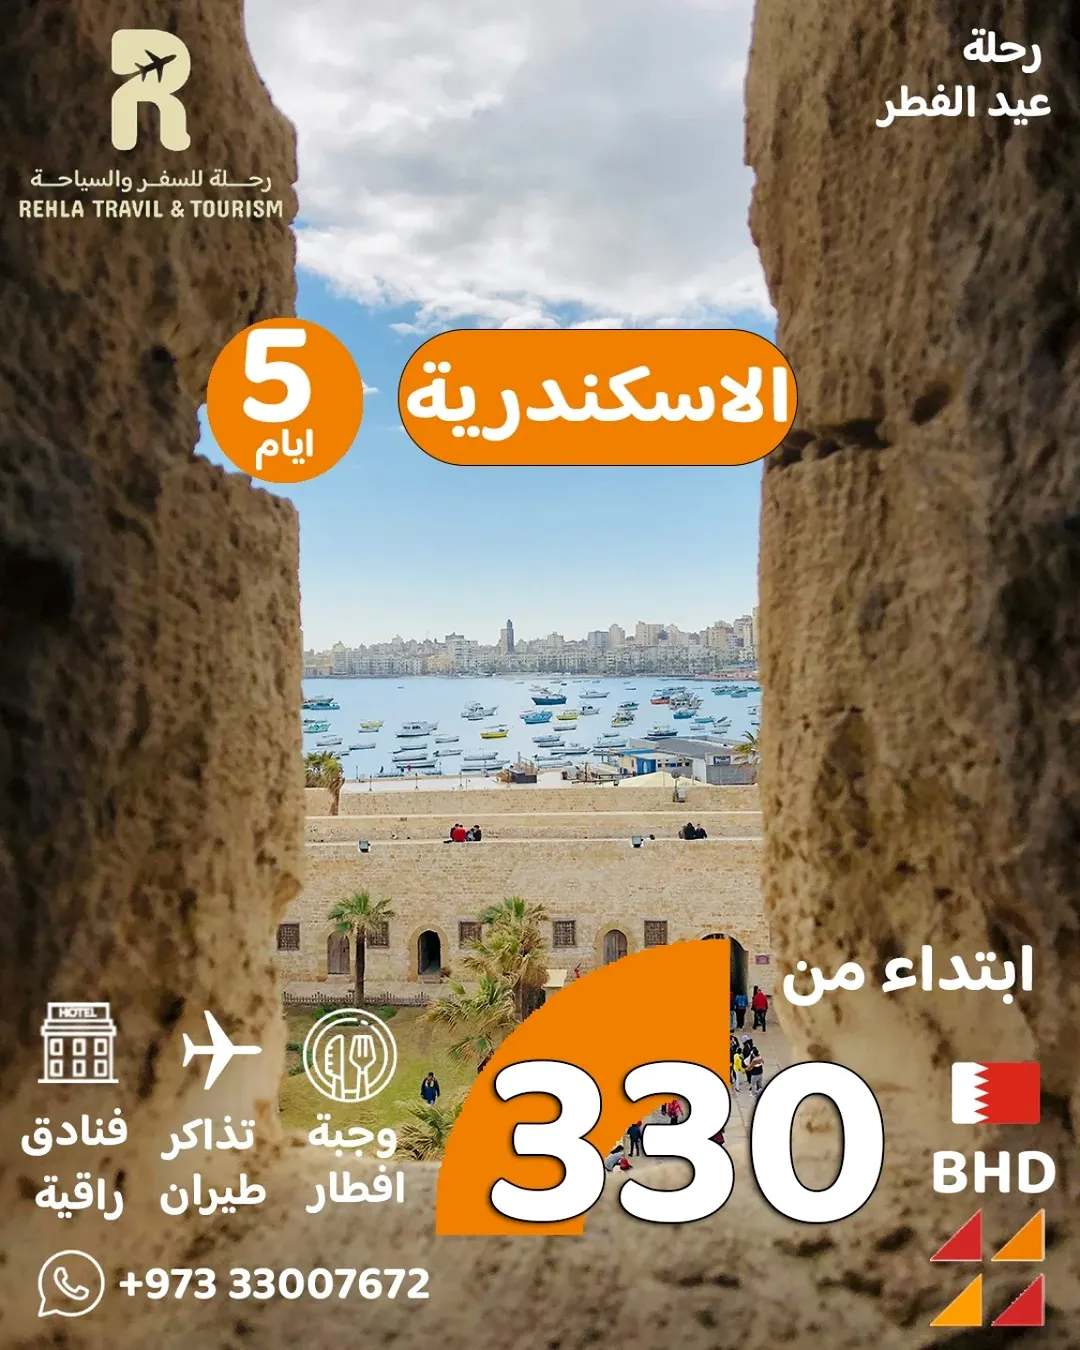 رحلة
عيد الفطر
رحلة للسفر والسياحة
REHLA TRAVIL & TOURISM
الاسكندرية
5
ايام
ابتداء من
330
BHD
HOTEL
فنادق
راقية
تذاكر
طيران
وجبة
افطار
+973 33007672